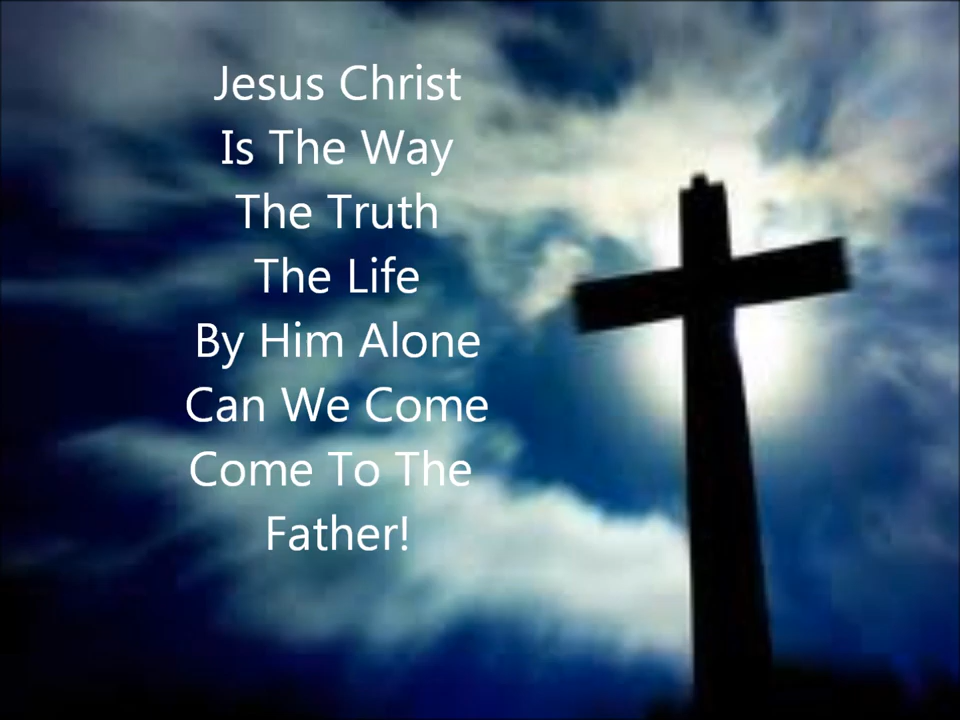 Jesus Christ
Is The Way
The Truth
The Life
By Him Alone
Can We Come
Come To The
Father!